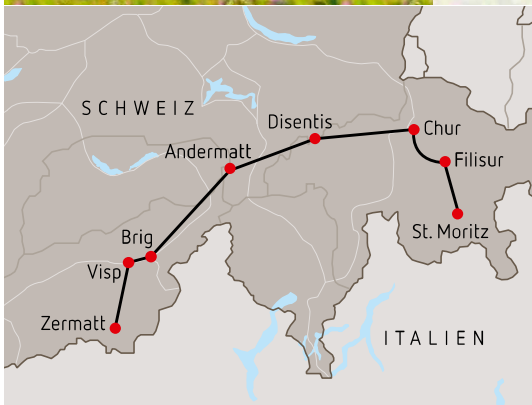 SCHWEIZ
Disentis
Chur
Andermatt
Filisur
St. Moritz
Brig
Visp
Zermatt
ITALIEN